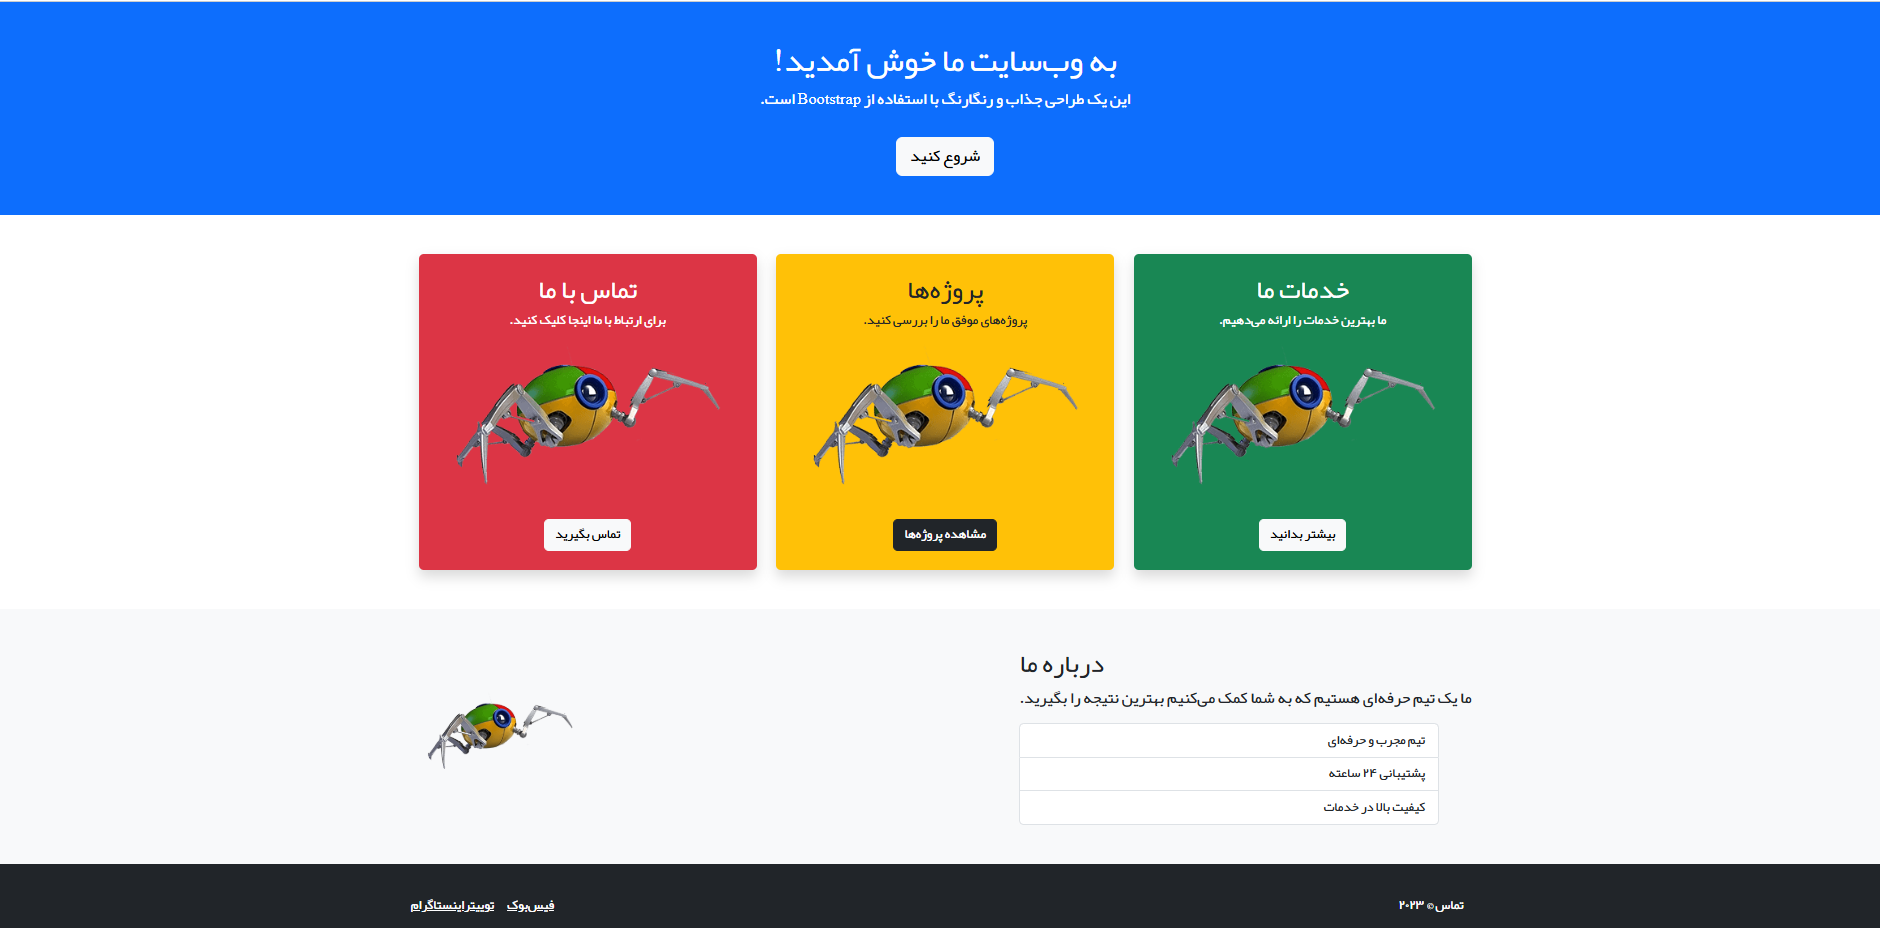 به وب‌سایت ما خوش آمدید!
این یک طراحی جذاب و رنگارنگ با استفاده از Bootstrap است.
شروع کنید
خدمات ما
ما بهترین خدمات را ارائه می‌دهیم.
بیشتر بدانید
پروژه‌ها
پروژه‌های موفق ما را بررسی کنید.
مشاهده پروژه‌ها
تماس با ما
برای ارتباط با ما اینجا کلیک کنید.
تماس بگیرید
درباره ما
ما یک تیم حرفه‌ای هستیم که به شما کمک می‌کنیم بهترین نتیجه را بگیرید.
تیم مجرب و حرفه‌ای
پشتیبانی ۲۴ ساعته
کیفیت بالا در خدمات
تماس © ۲۰۲۳
فیس‌بوک توییتر اینستاگرام